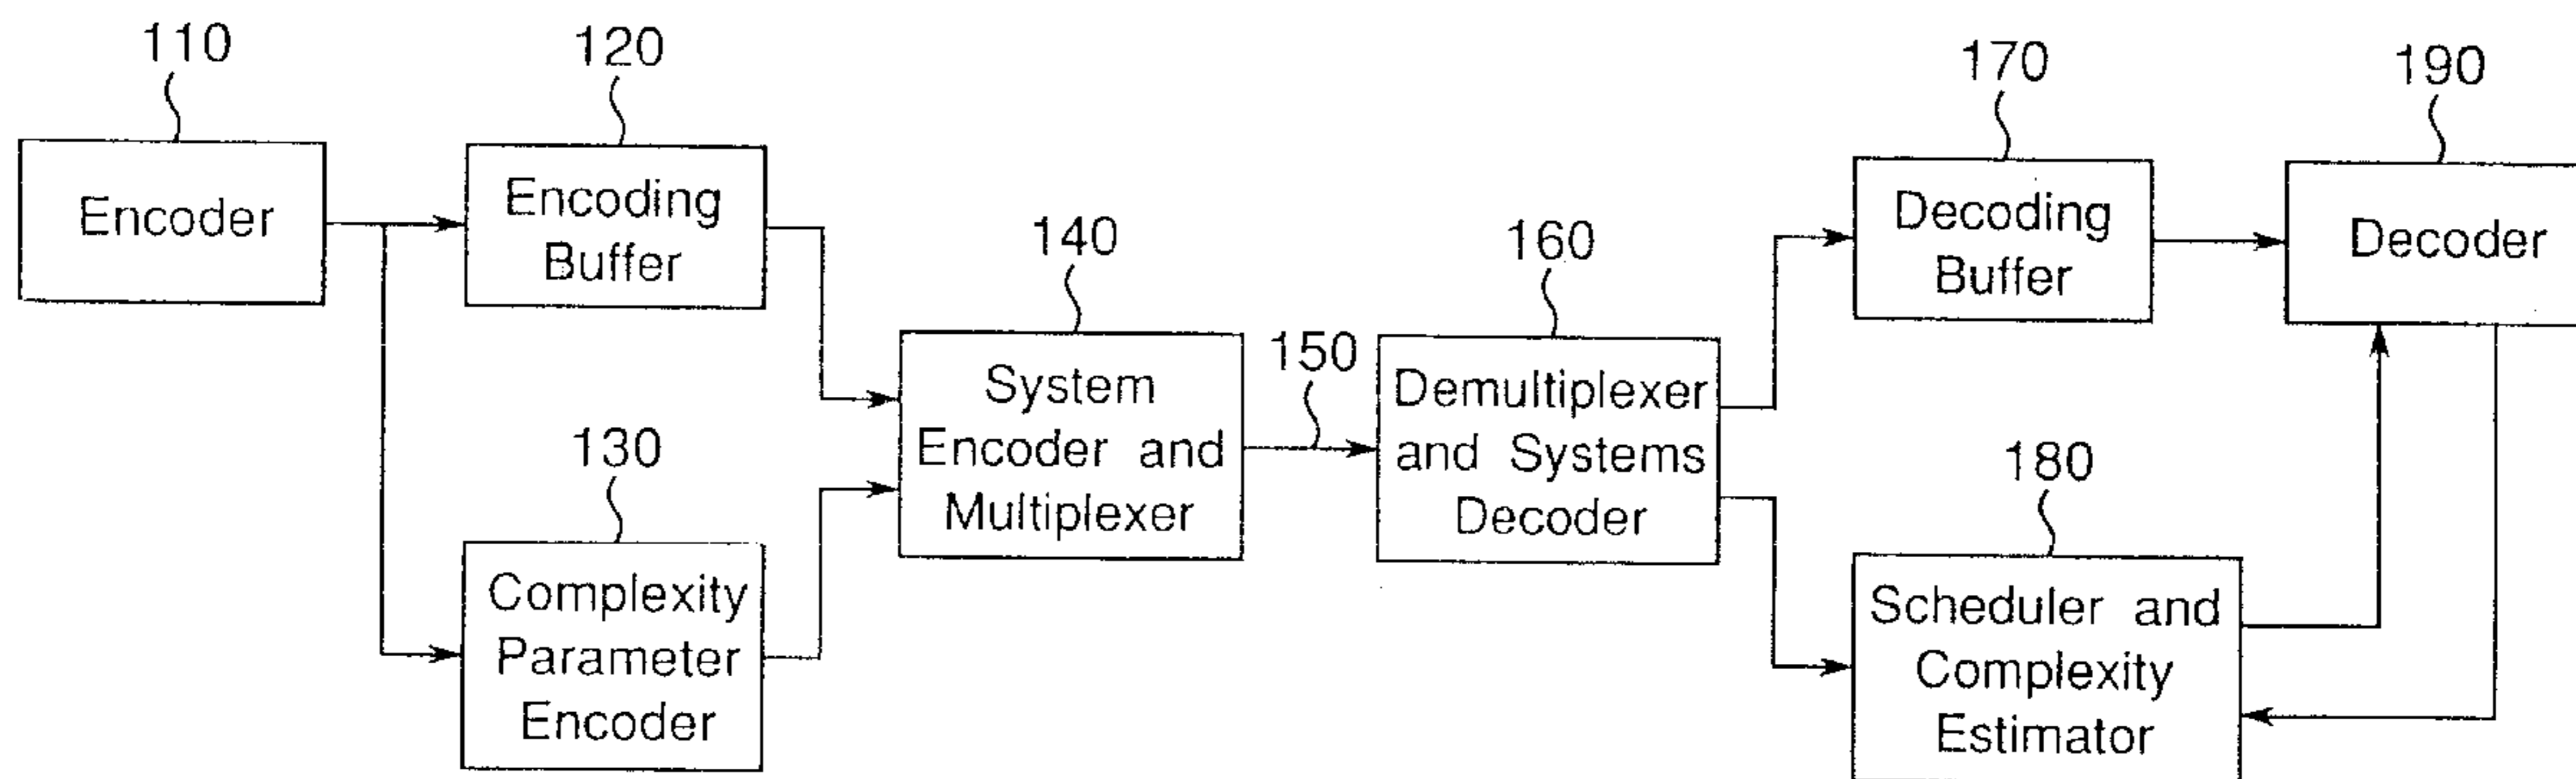 110
Encoder
120
Encoding
Buffer
130
Complexity
Parameter
Encoder
140
System
Encoder and
Multiplexer
150
160
Demultiplexer
and Systems
Decoder
170
Decoding
Buffer
180
Scheduler and
Complexity
Estimator
190
Decoder